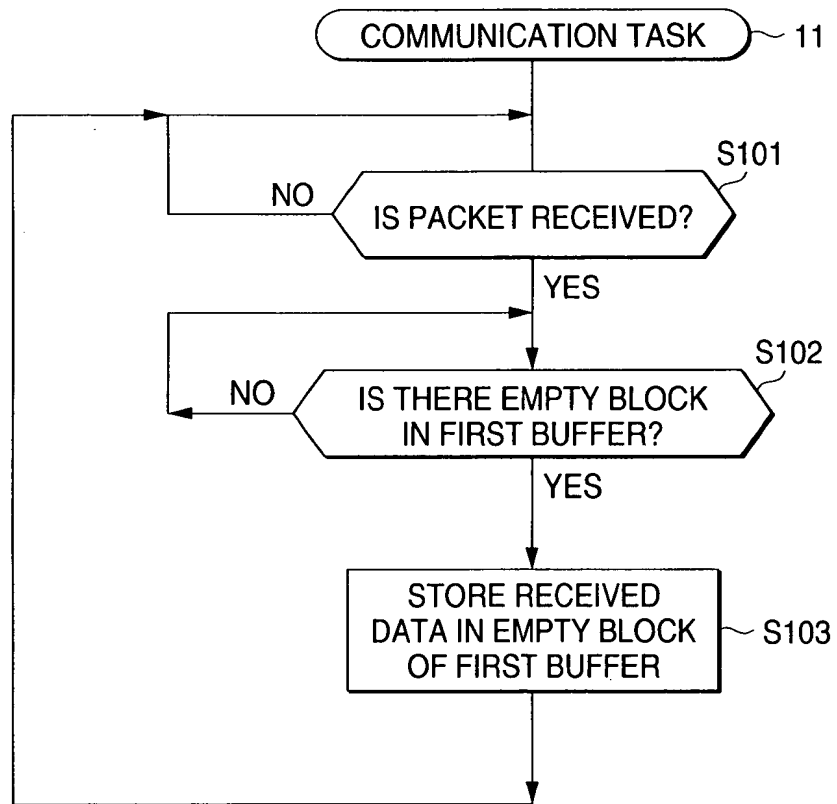 COMMUNICATION TASK
11
S101
NO
IS PACKET RECEIVED?
YES
S102
NO
IS THERE EMPTY BLOCK
IN FIRST BUFFER?
YES
STORE RECEIVED
DATA IN EMPTY BLOCK
OF FIRST BUFFER
S103